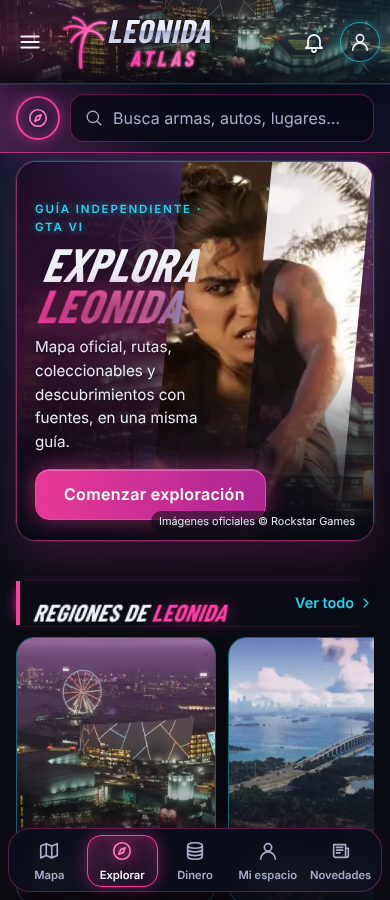 LEONIDA
ATLAS
Busca armas, autos, lugares...
GUÍA INDEPENDIENTE ·
GTA VI
EXPLORA
LEONIDA
Mapa oficial, rutas,
coleccionables y
descubrimientos con
fuentes, en una misma
guía.
Comenzar exploración
Imágenes oficiales © Rockstar Games
REGIONES DE LEONIDA
Ver todo
Mapa
Explorar
Dinero
Mi espacio
Novedades